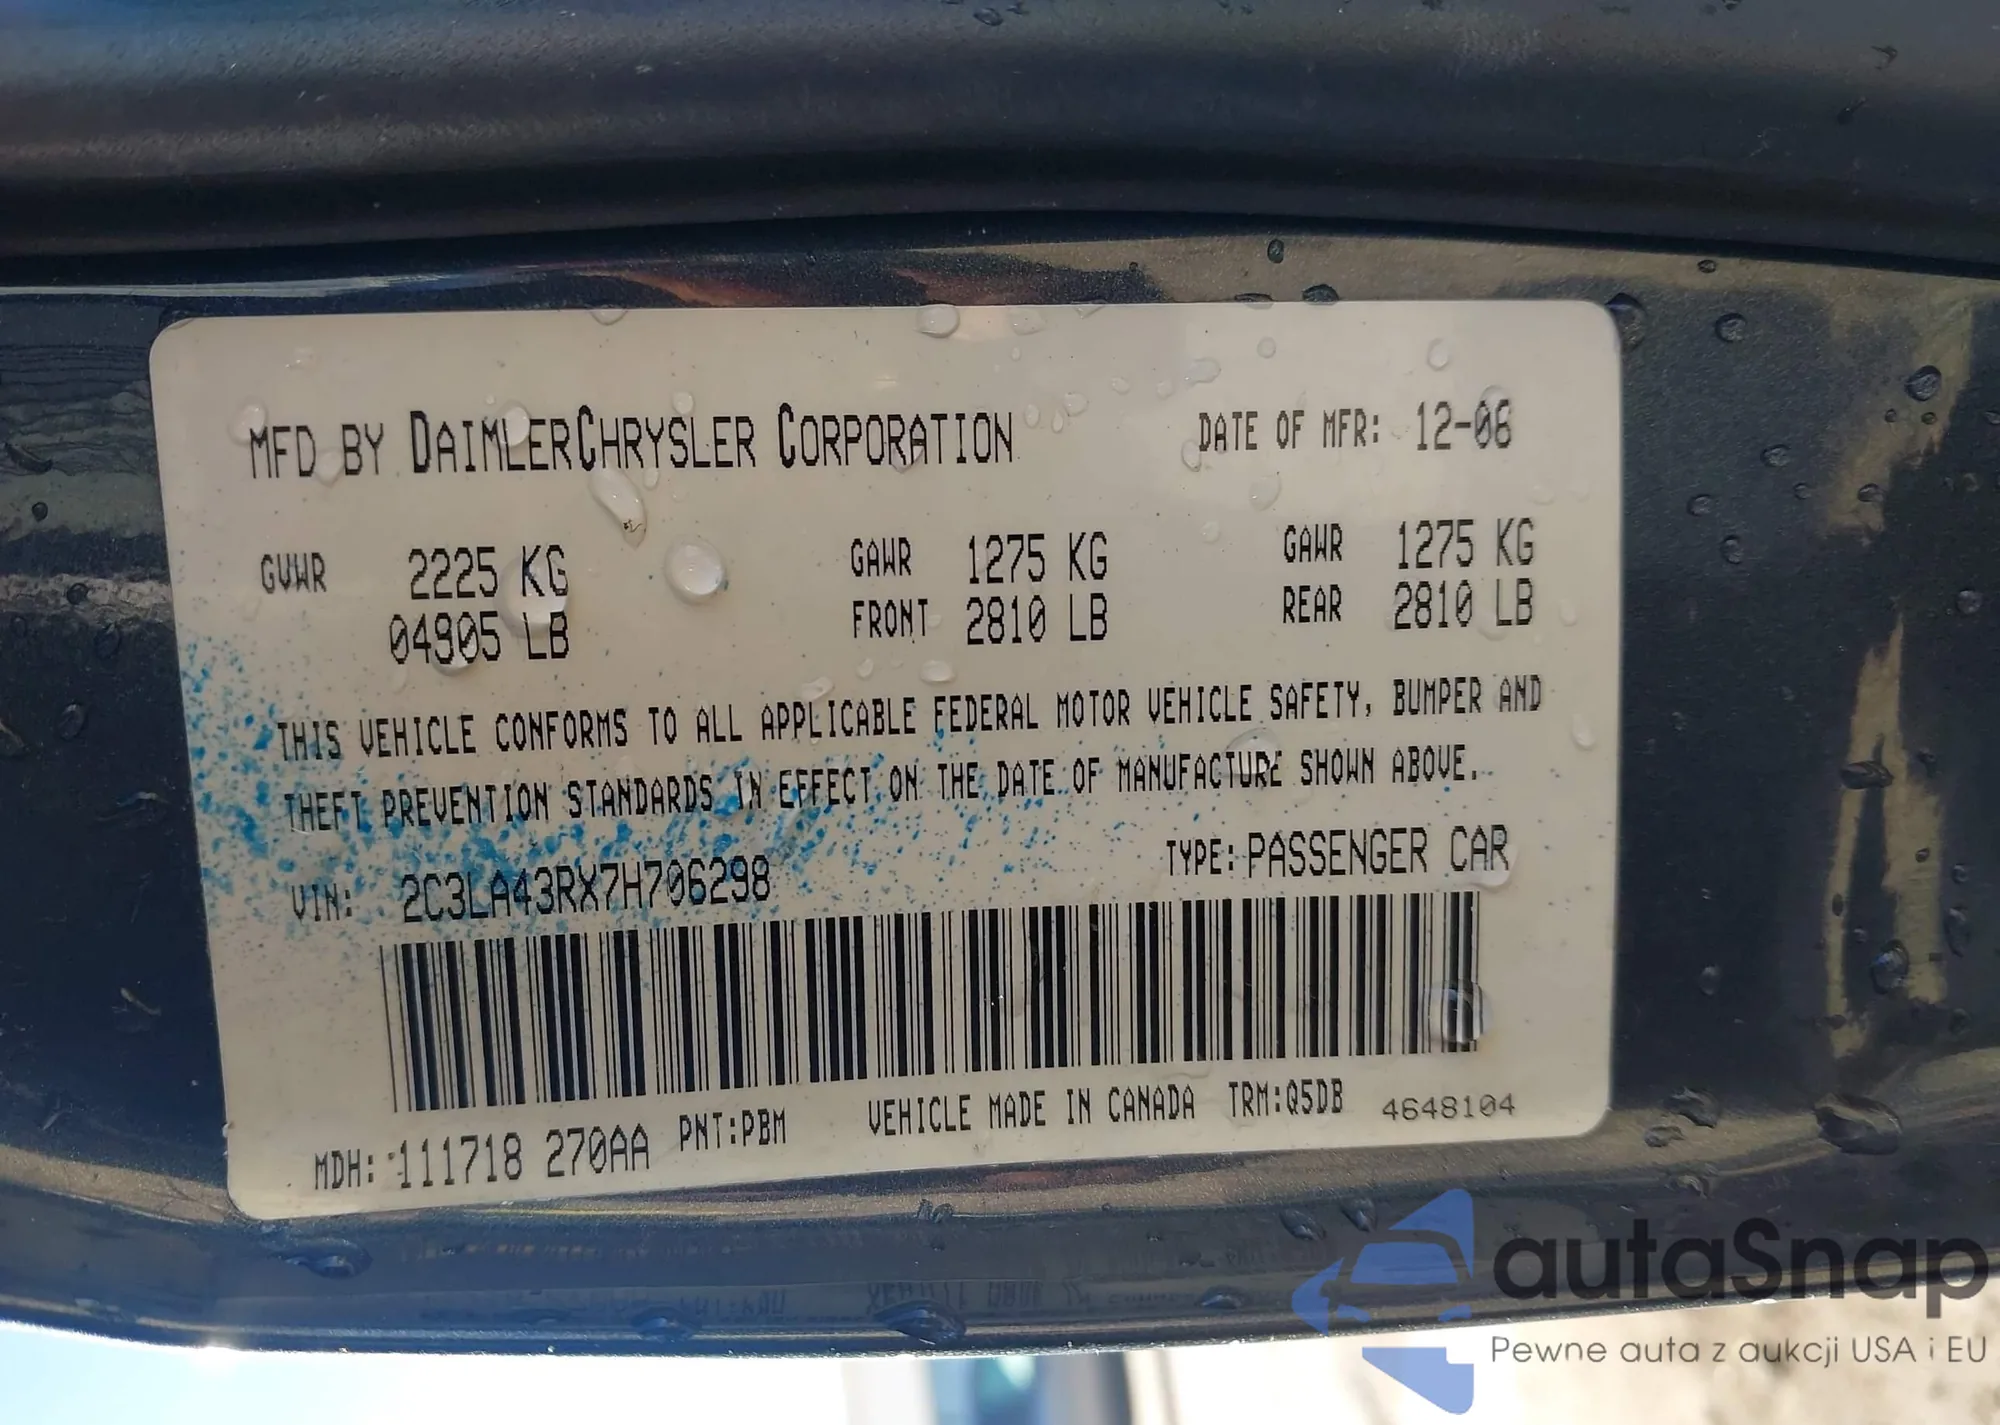 MFD BY DAIMLERCHRYSLER CORPORATION DATE OF MFR: 12-06
GVWR 2225 KG GAWR 1275 KG GAWR 1275 KG
04905 LB FRONT 2810 LB REAR 2810 LB
THIS VEHICLE CONFORMS TO ALL APPLICABLE FEDERAL MOTOR VEHICLE SAFETY, BUMPER AND
THEFT PREVENTION STANDARDS IN EFFECT ON THE DATE OF MANUFACTURE SHOWN ABOVE.
VIN: 2C3LA43RX7H706298 TYPE: PASSENGER CAR
MDH: 111718 270AA PNT:PBM VEHICLE MADE IN CANADA TRM:Q5DB 4648104
autaSnap
Pewne auta z aukcji USA i EU